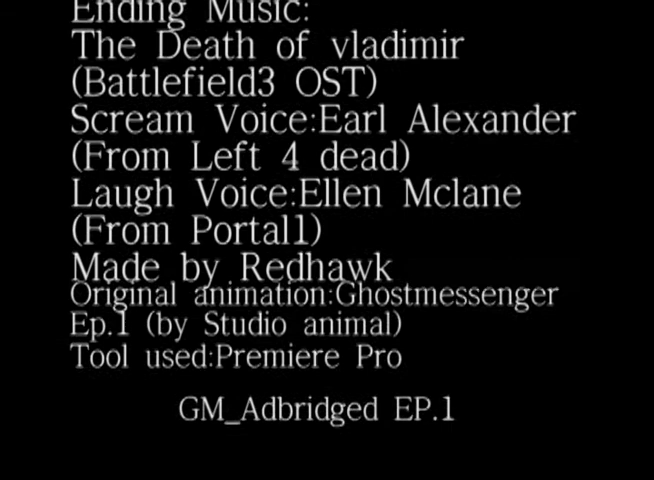 Ending Music:
The Death of vladimir
(Battlefield3 OST)
Scream Voice:Earl Alexander
(From Left 4 dead)
Laugh Voice:Ellen Mclane
(From Portal1)
Made by Redhawk
Original animation:Ghostmessenger
Ep.1 (by Studio animal)
Tool used:Premiere Pro
GM_Adbridged EP.1